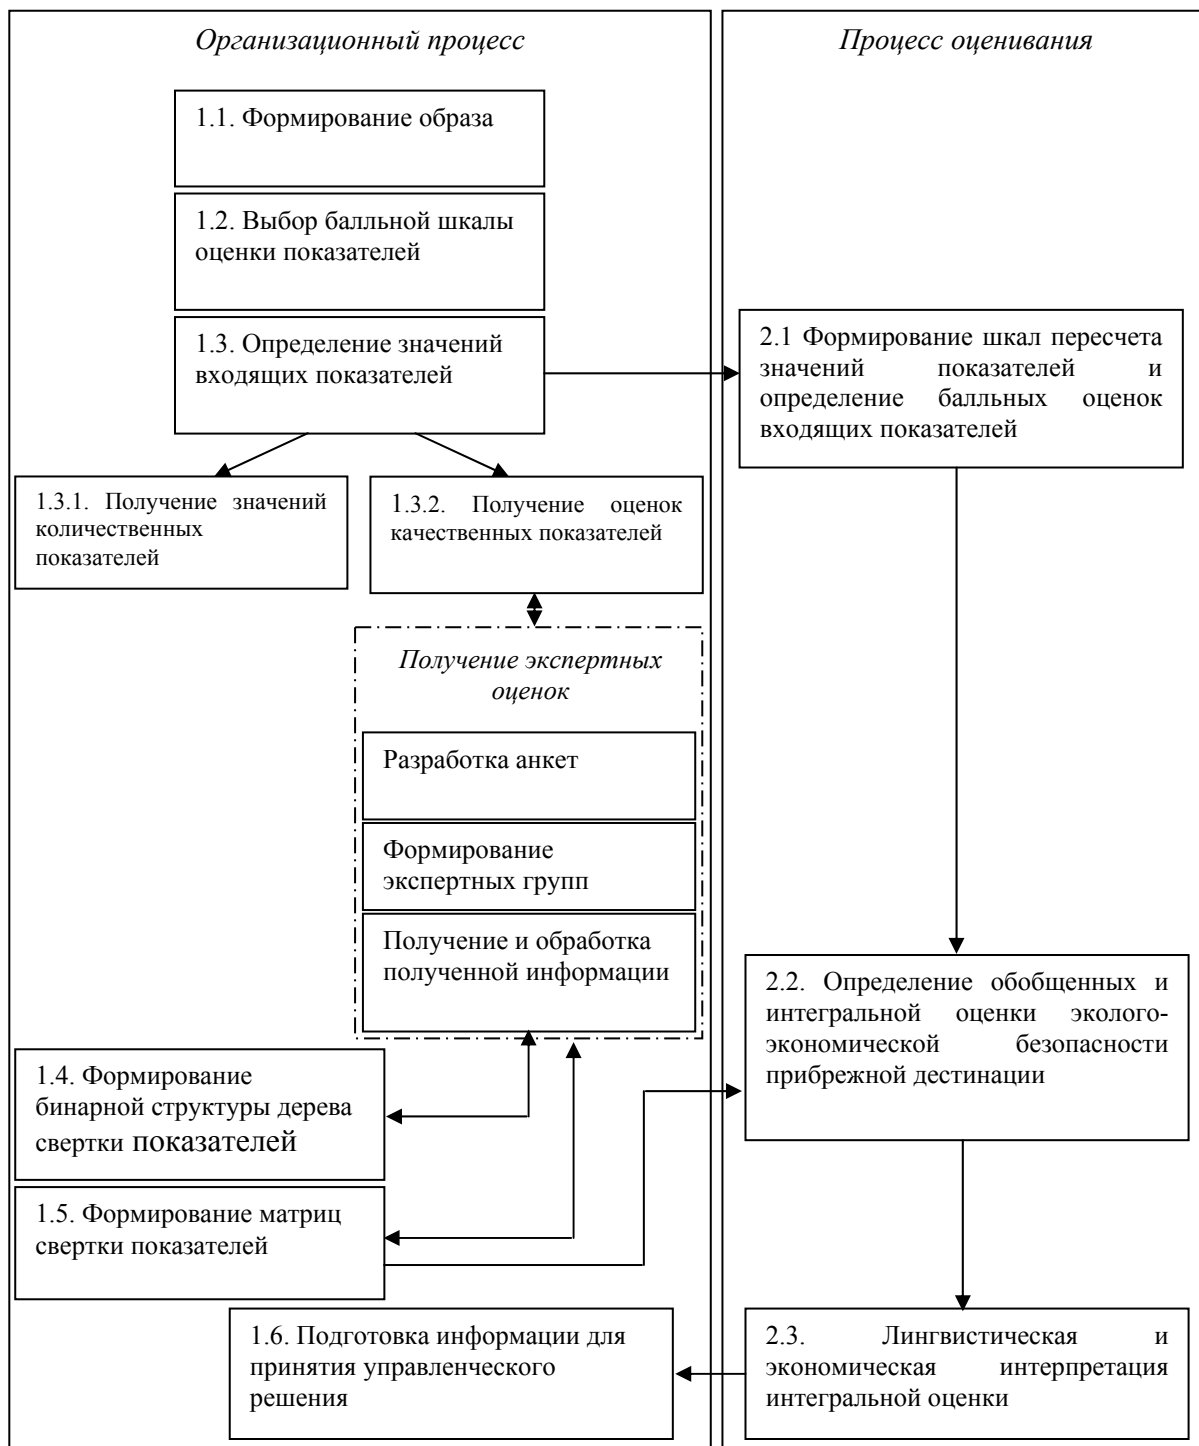 Организационный процесс
1.1. Формирование образа
1.2. Выбор балльной шкалы
оценки показателей
1.3. Определение значений
входящих показателей
1.3.1. Получение значений
количественных
показателей
1.3.2. Получение оценок
качественных показателей
Получение экспертных
оценок
Разработка анкет
Формирование
экспертных групп
Получение и обработка
полученной информации
1.4. Формирование
бинарной структуры дерева
свертки показателей
1.5. Формирование матриц
свертки показателей
1.6. Подготовка информации для
принятия управленческого
решения
Процесс оценивания
2.1 Формирование шкал пересчета
значений показателей и
определение балльных оценок
входящих показателей
2.2. Определение обобщенных и
интегральной оценки эколого-
экономической безопасности
прибрежной дестинации
2.3. Лингвистическая и
экономическая интерпретация
интегральной оценки